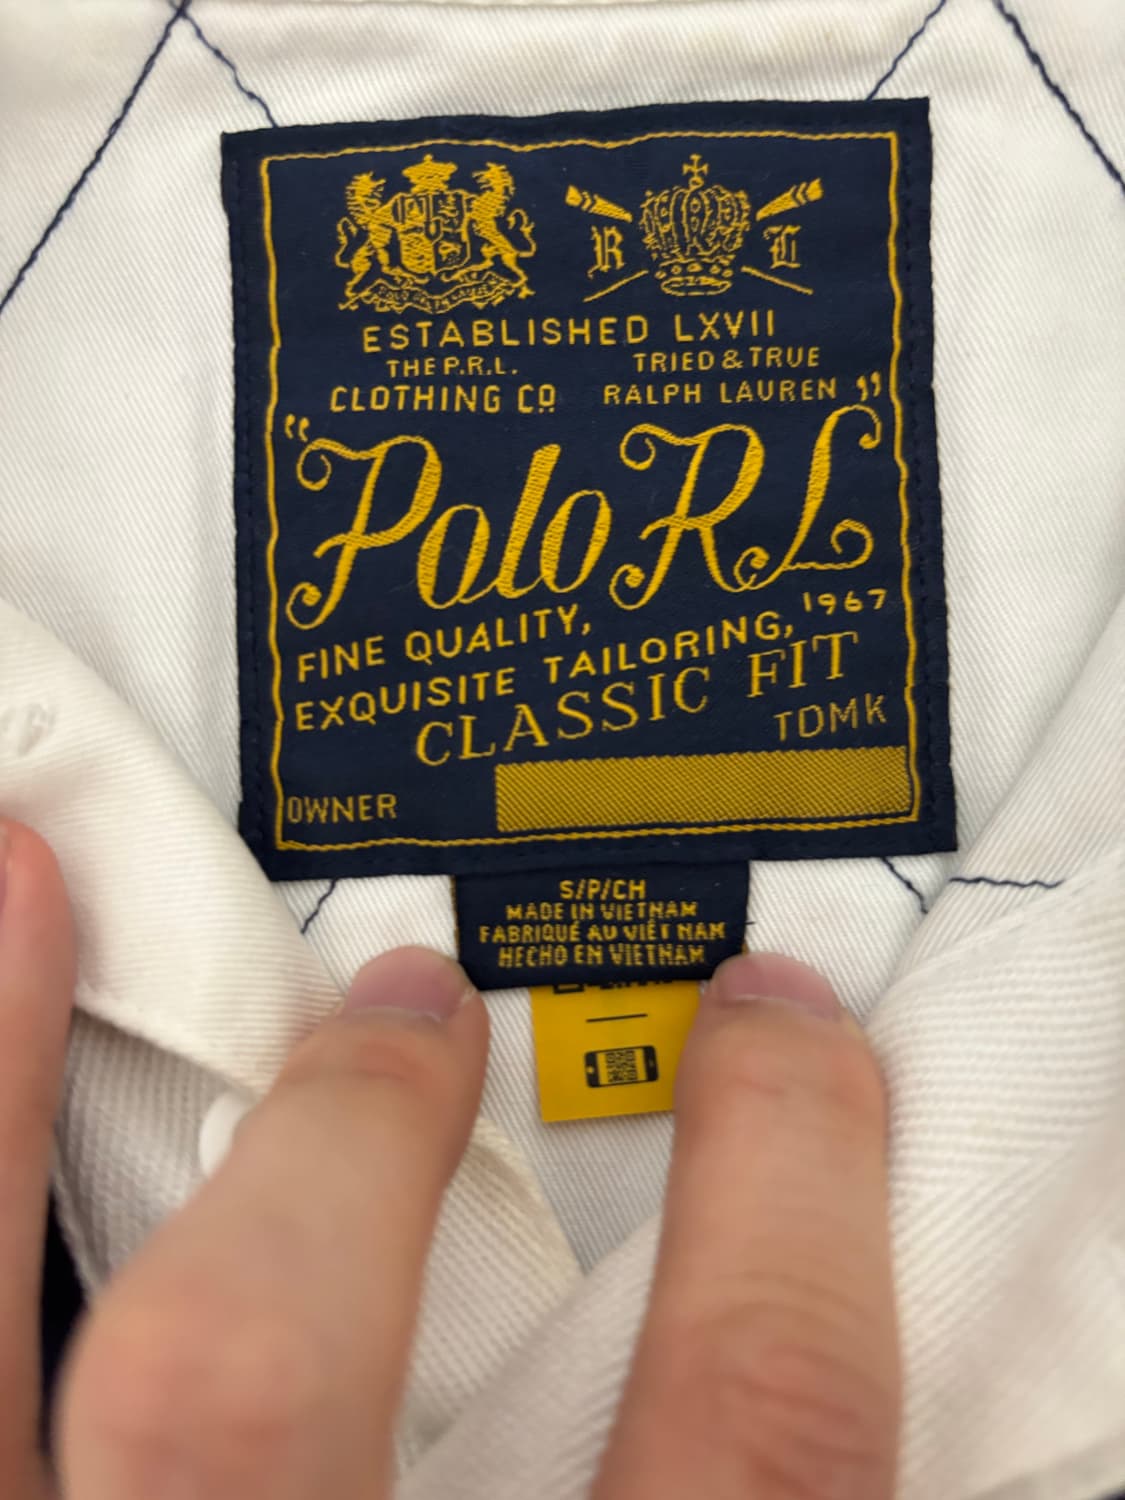 R L
ESTABLISHED LXVII
THE P.R.L. TRIED & TRUE
CLOTHING CO RALPH LAUREN
"Polo RL"
FINE QUALITY,
EXQUISITE TAILORING, 1967
CLASSIC FIT
TDMK
OWNER
S/P/CH
MADE IN VIETNAM
FABRIQUÉ AU VIÊT NAM
HECHO EN VIETNAM